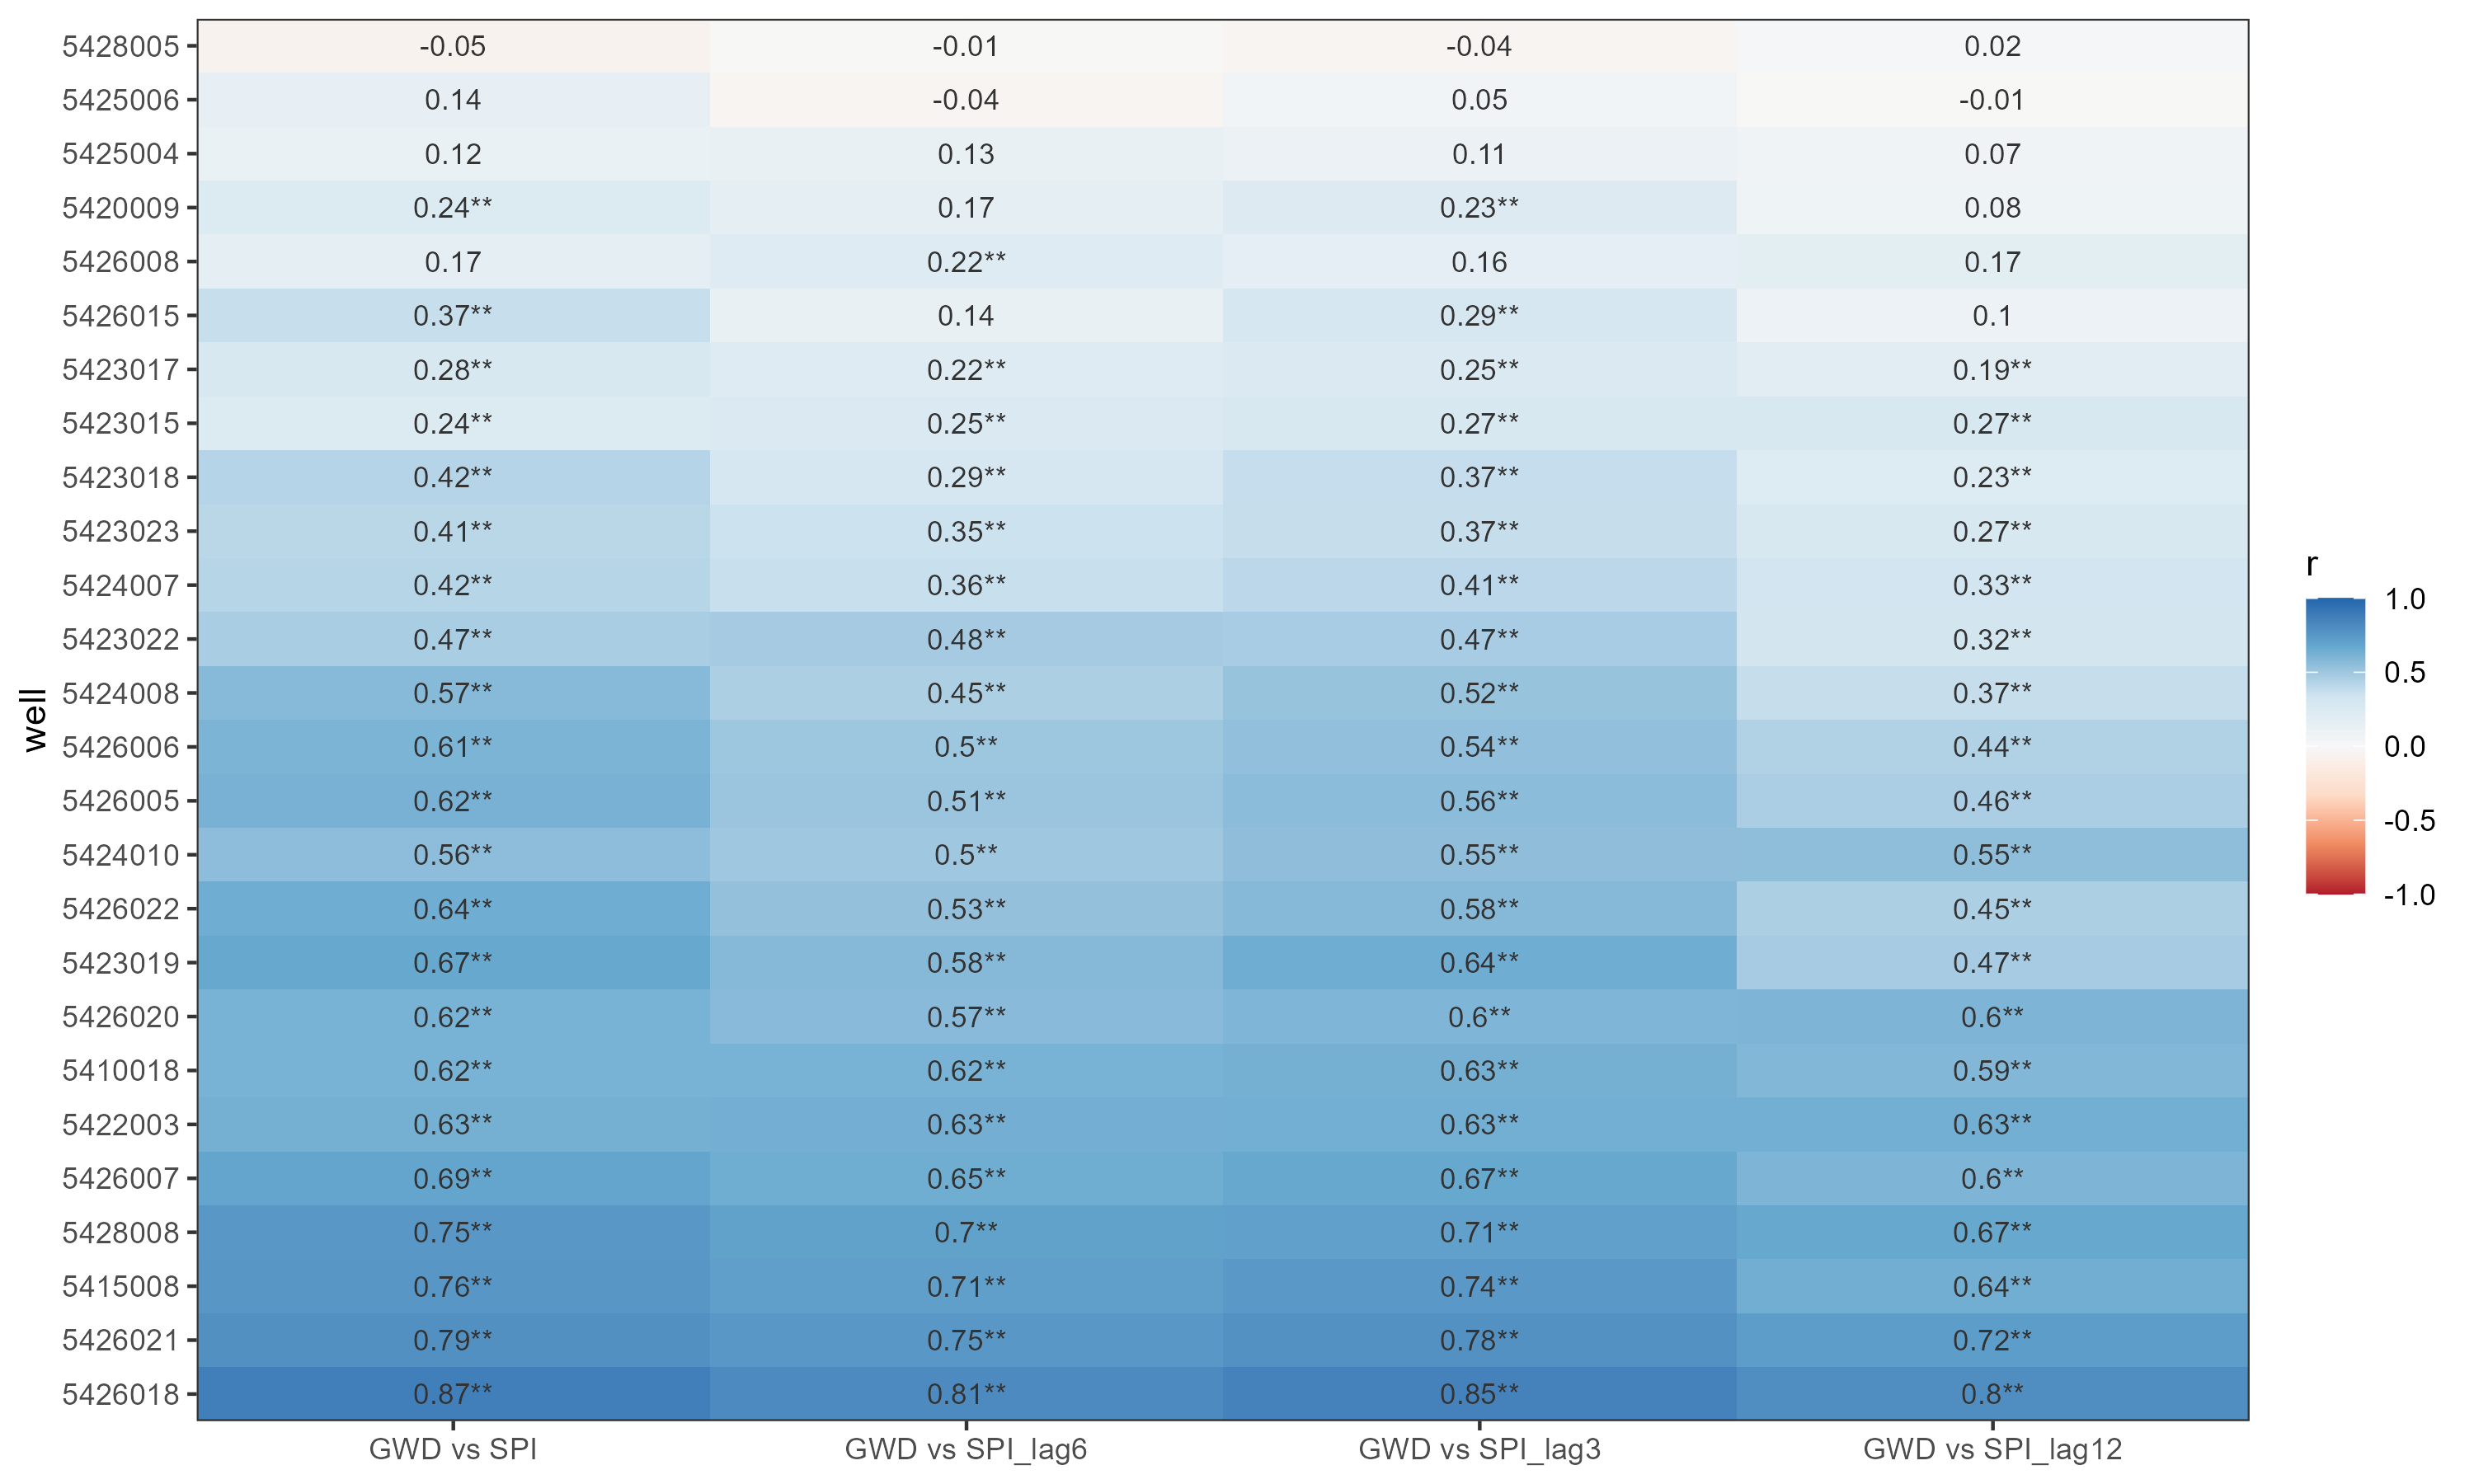 5428005 -0.05 -0.01 -0.04 0.02
5425006 0.14 -0.04 0.05 -0.01
5425004 0.12 0.13 0.11 0.07
5420009 0.24** 0.17 0.23** 0.08
5426008 0.17 0.22** 0.16 0.17
5426015 0.37** 0.14 0.29** 0.1
5423017 0.28** 0.22** 0.25** 0.19**
5423015 0.24** 0.25** 0.27** 0.27**
5423018 0.42** 0.29** 0.37** 0.23**
5423023 0.41** 0.35** 0.37** 0.27**
5424007 0.42** 0.36** 0.41** 0.33**
5423022 0.47** 0.48** 0.47** 0.32**
5424008 0.57** 0.45** 0.52** 0.37**
5426006 0.61** 0.5** 0.54** 0.44**
5426005 0.62** 0.51** 0.56** 0.46**
5424010 0.56** 0.5** 0.55** 0.55**
5426022 0.64** 0.53** 0.58** 0.45**
5423019 0.67** 0.58** 0.64** 0.47**
5426020 0.62** 0.57** 0.6** 0.6**
5410018 0.62** 0.62** 0.63** 0.59**
5422003 0.63** 0.63** 0.63** 0.63**
5426007 0.69** 0.65** 0.67** 0.6**
5428008 0.75** 0.7** 0.71** 0.67**
5415008 0.76** 0.71** 0.74** 0.64**
5426021 0.79** 0.75** 0.78** 0.72**
5426018 0.87** 0.81** 0.85** 0.8**
GWD vs SPI GWD vs SPI_lag6 GWD vs SPI_lag3 GWD vs SPI_lag12
well
r
1.0
0.5
0.0
-0.5
-1.0